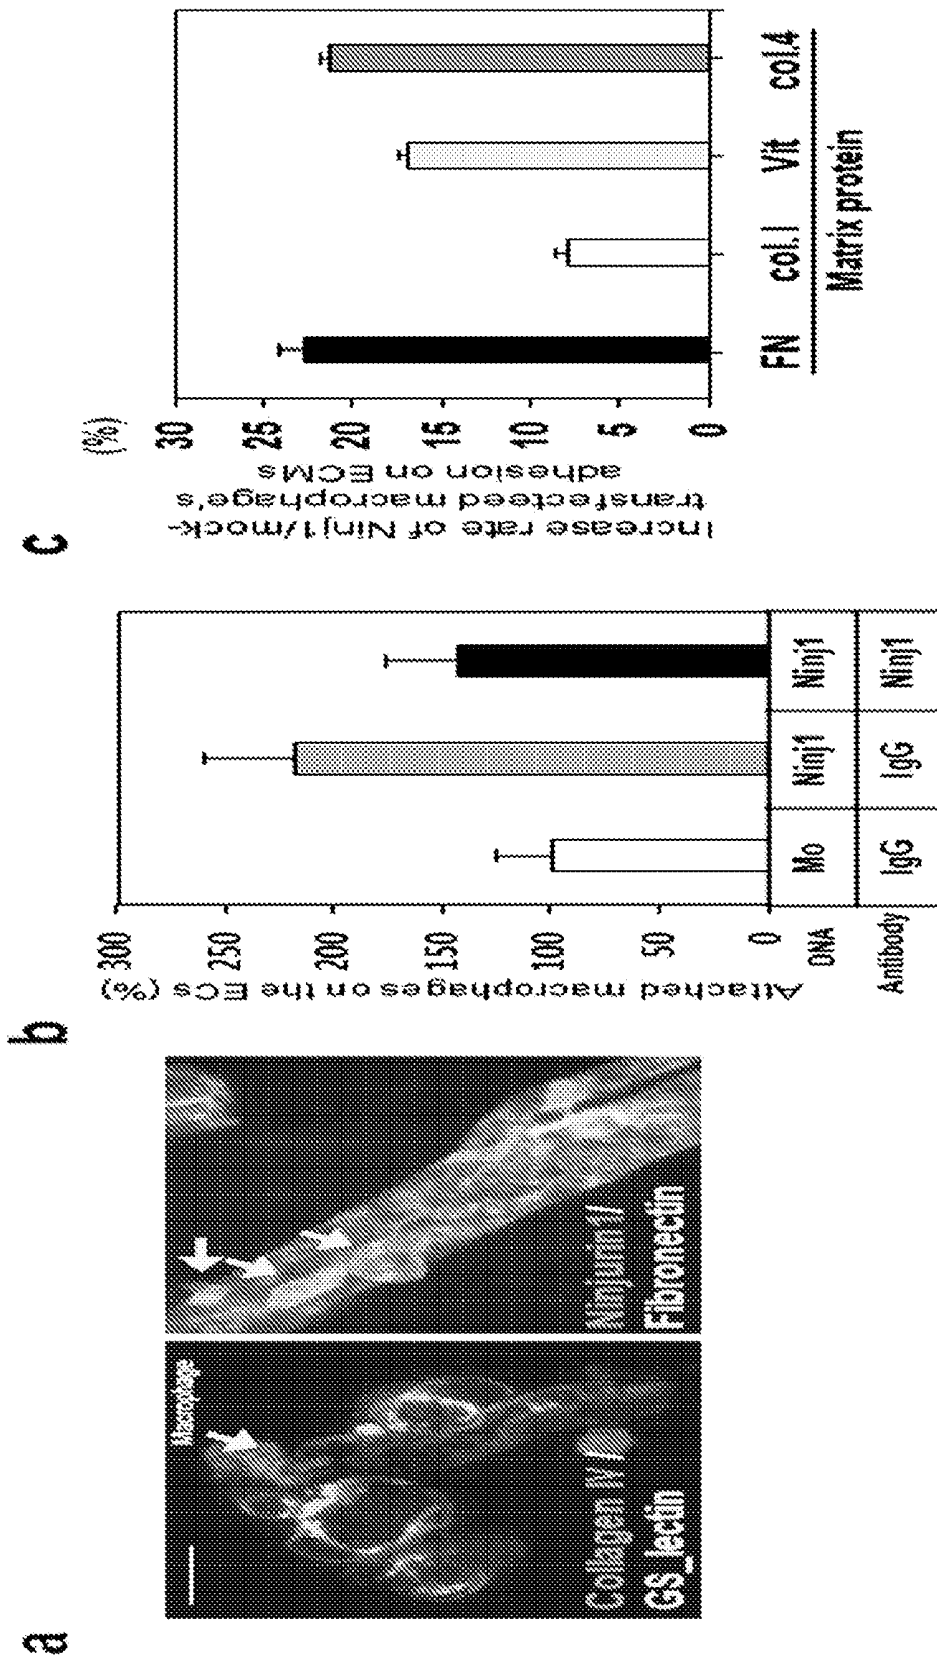 a
Macrophage
Collagen IV /
GS_lectin
Ninjurin1/
Fibronectin
b
Attached macrophages on the ECs (%)
300
250
200
150
100
50
0
DNA
Mo
Ninj1
Ninj1
Antibody
IgG
IgG
Ninj1
c
Increase rate of Ninj1/mock-
transfecteed macrophage's
adhesion on ECMs
(%)
30
25
20
15
10
5
0
FN
col.I
Vit
col.4
Matrix protein